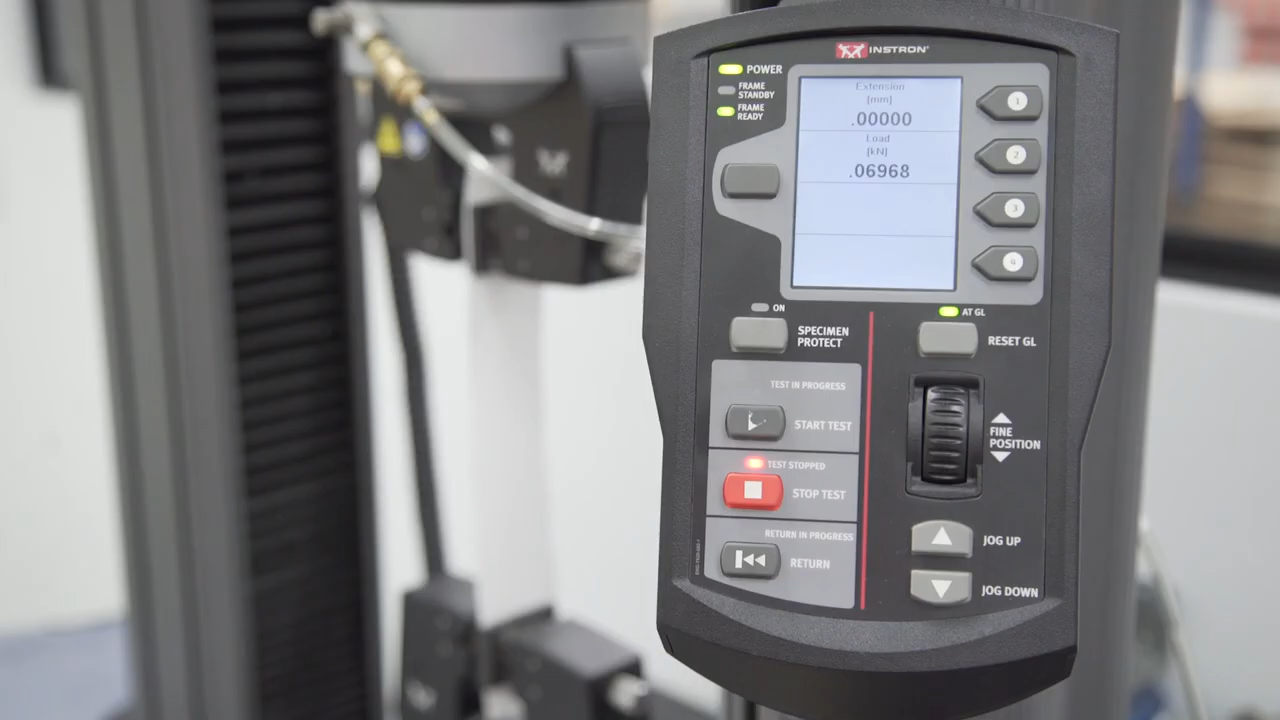 INSTRON®
POWER
FRAME
STANDBY
FRAME
READY
Extension
[mm]
.00000
Load
[kN]
.06968
1
2
3
4
ON
SPECIMEN
PROTECT
AT GL
RESET GL
TEST IN PROGRESS
START TEST
FINE
POSITION
TEST STOPPED
STOP TEST
RETURN IN PROGRESS
RETURN
JOG UP
JOG DOWN